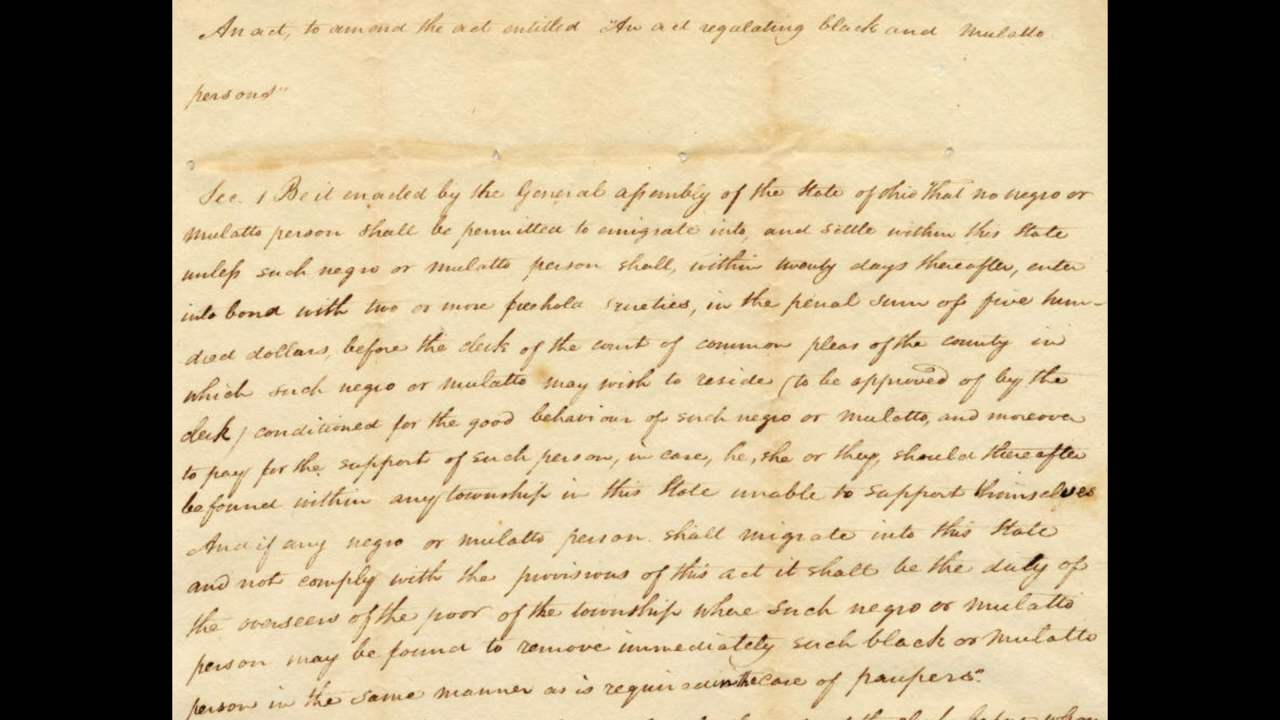 An act, to amend the act entitled "An act regulating black and mulatto
persons"
Sec. 1 Be it enacted by the General assembly of the State of ohio That no negro or
mulatto person shall be permitted to emigrate into, and settle within this State
unless such negro or mulatto person shall, within twenty days thereafter, enter
into bond with two or more freehold sureties, in the penal sum of five hun-
dred dollars, before the clerk of the court of common pleas of the county in
which such negro or mulatto may wish to reside (to be approved of by the
clerk) conditioned for the good behaviour of such negro or mulatto, and moreover
to pay for the support of such person, in case, he, she or they, should thereafter
be found within any township in this State unable to support themselves
And if any negro or mulatto person shall migrate into this State
and not comply with the provisions of this act it shall be the duty of
the overseers of the poor of the township where such negro or mulatto
person may be found to remove immediately such black or mulatto
person in the same manner as is required in the case of paupers.